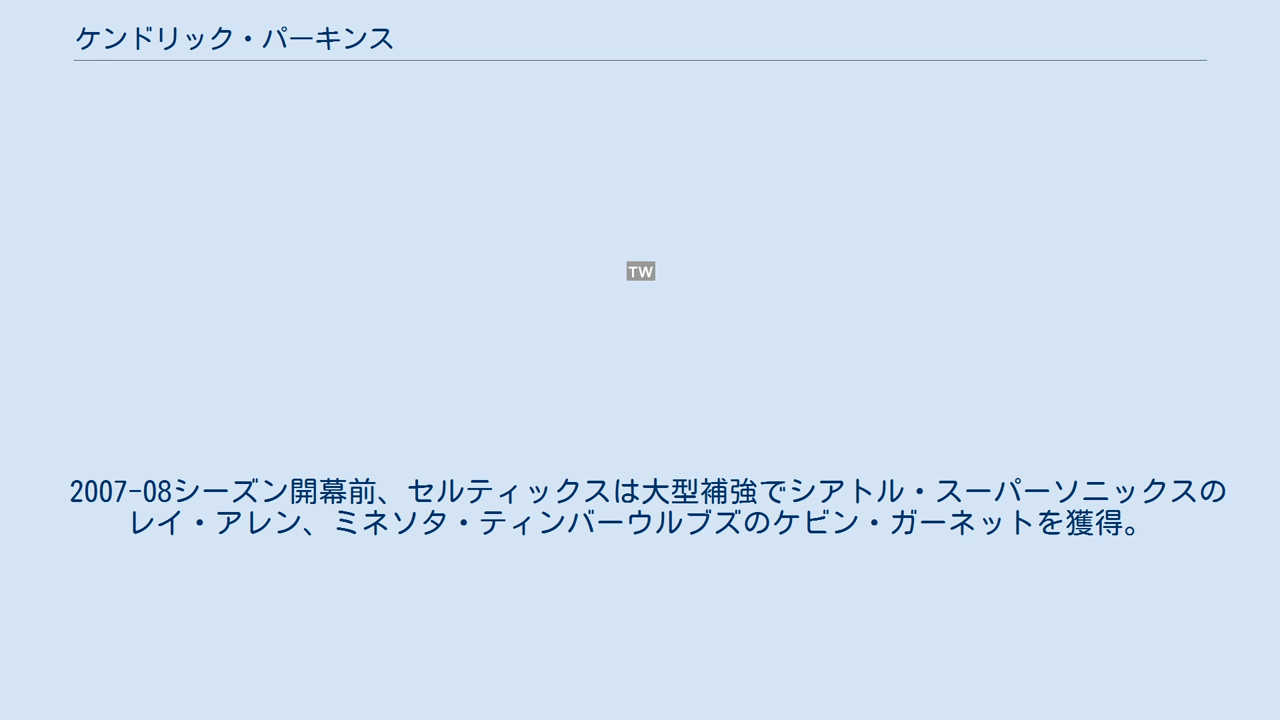 ケンドリック・パーキンス
TW
2007-08シーズン開幕前、セルティックスは大型補強でシアトル・スーパーソニックスの
レイ・アレン、ミネソタ・ティンバーウルブズのケビン・ガーネットを獲得。